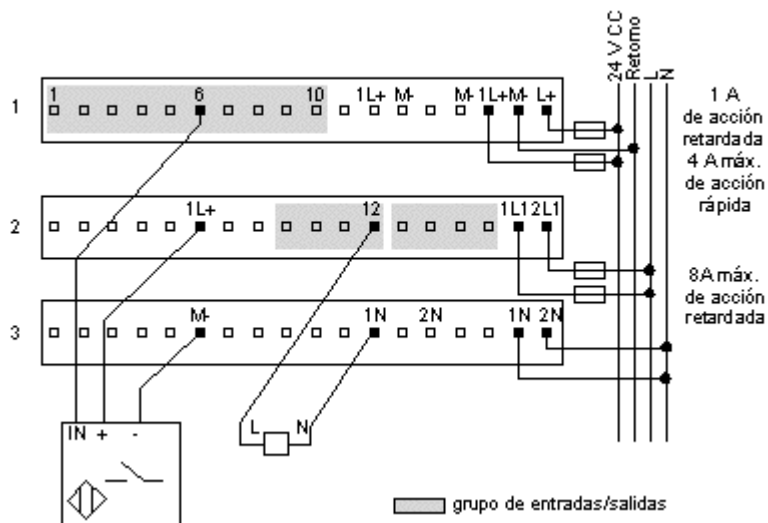 24 V CC
Retorno
L
N
1
1
6
10
1L+
M-
M-
1L+
M-
L+
1 A
de acción
retardada
4 A máx.
de acción
rápida
2
1L+
12
1L1
2L1
8A máx.
de acción
retardada
3
M-
1N
2N
1N
2N
IN
+
-
L
N
grupo de entradas/salidas